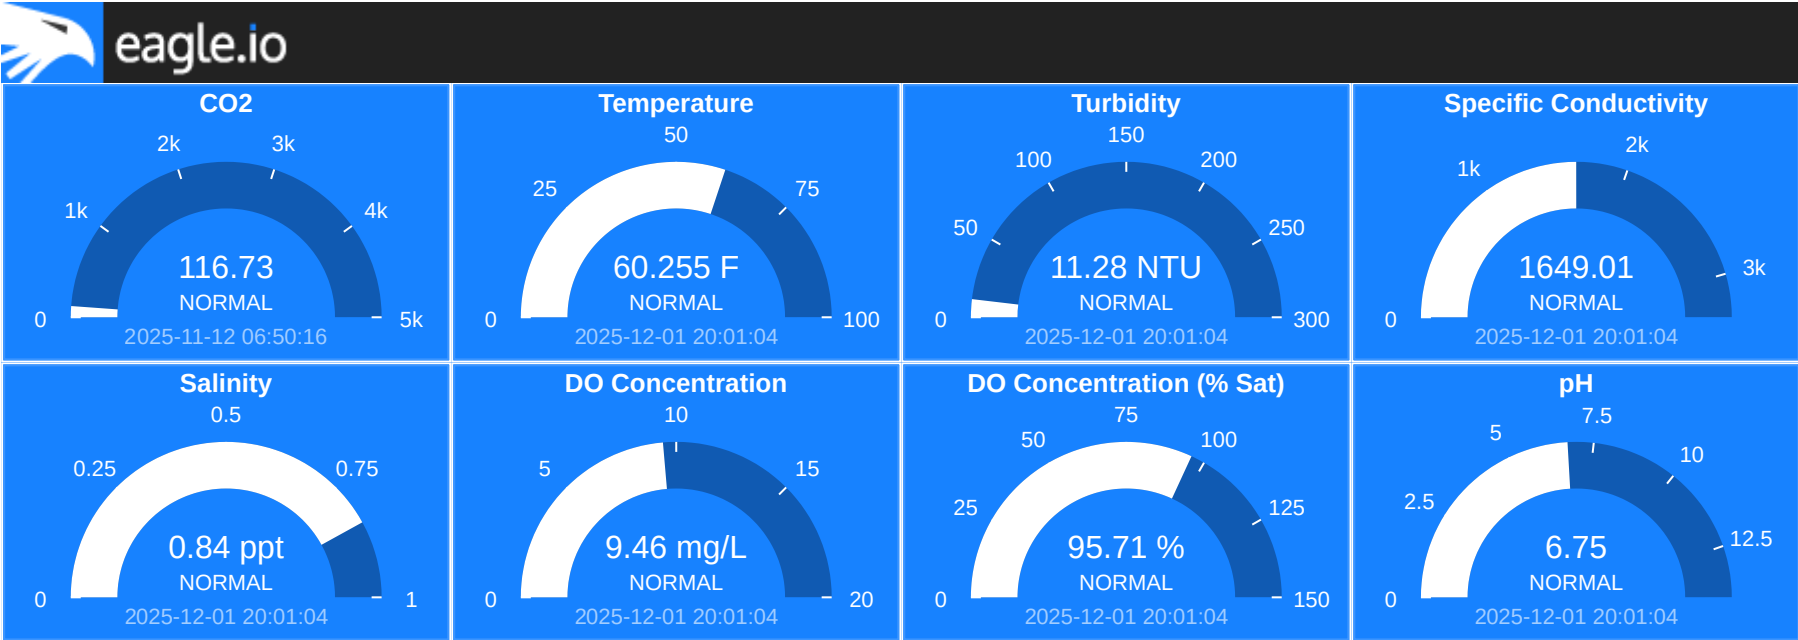 eagle.io
CO2
2k 3k
1k 4k
116.73
NORMAL
0 5k
2025-11-12 06:50:16
Temperature
50
25 75
60.255 F
NORMAL
0 100
2025-12-01 20:01:04
Turbidity
150
100 200
50 250
11.28 NTU
NORMAL
0 300
2025-12-01 20:01:04
Specific Conductivity
2k
1k
3k
1649.01
NORMAL
0
2025-12-01 20:01:04
Salinity
0.5
0.25 0.75
0.84 ppt
NORMAL
0 1
2025-12-01 20:01:04
DO Concentration
10
5 15
9.46 mg/L
NORMAL
0 20
2025-12-01 20:01:04
DO Concentration (% Sat)
75
50 100
25 125
95.71 %
NORMAL
0 150
2025-12-01 20:01:04
pH
7.5
5 10
2.5 12.5
6.75
NORMAL
0
2025-12-01 20:01:04